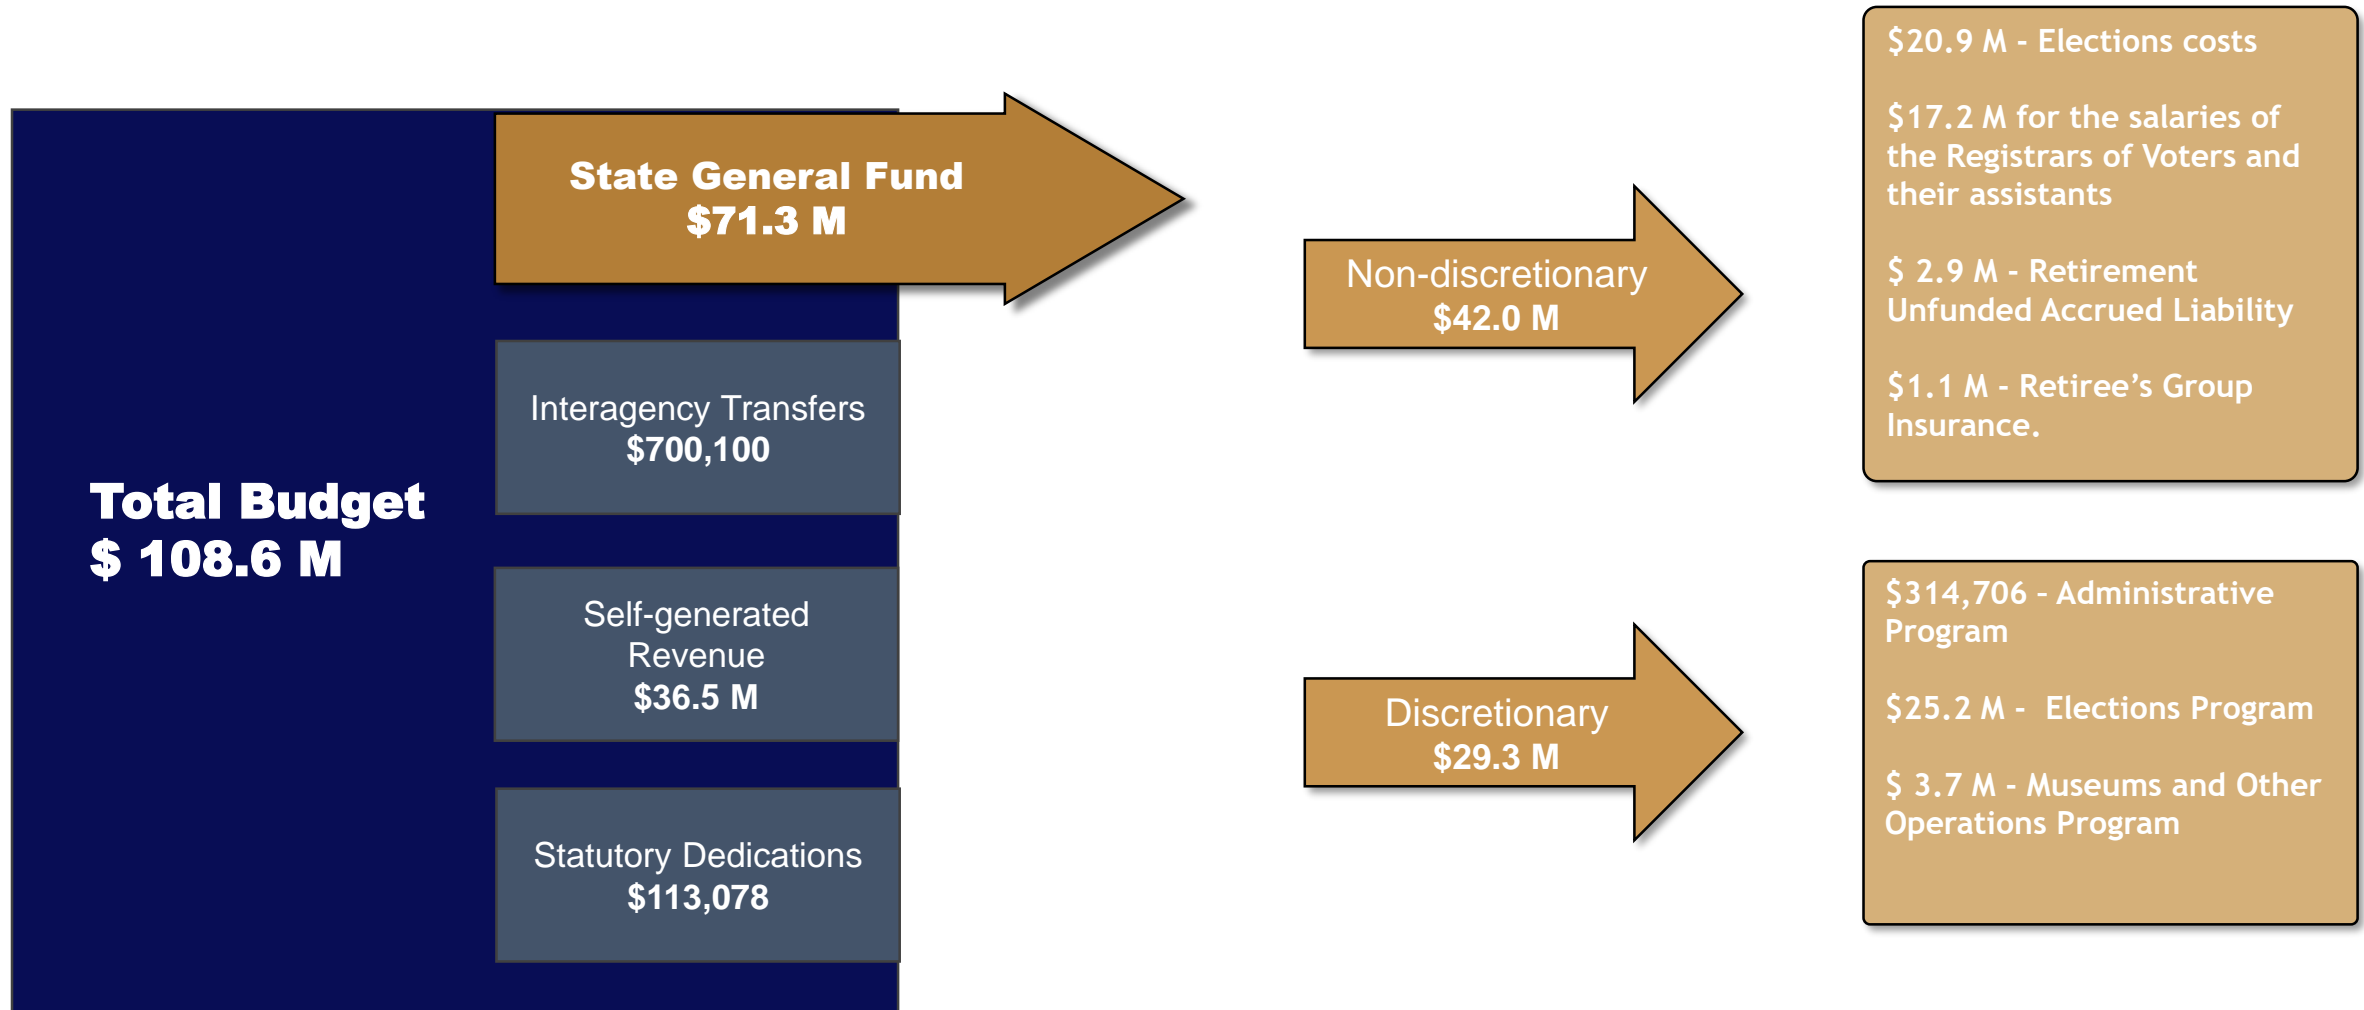 Total Budget
$ 108.6 M
State General Fund
$71.3 M
Interagency Transfers
$700,100
Self-generated
Revenue
$36.5 M
Statutory Dedications
$113,078
Non-discretionary
$42.0 M
$20.9 M - Elections costs
$17.2 M for the salaries of
the Registrars of Voters and
their assistants
$ 2.9 M - Retirement
Unfunded Accrued Liability
$1.1 M - Retiree’s Group
Insurance.
Discretionary
$29.3 M
$314,706 – Administrative
Program
$25.2 M - Elections Program
$ 3.7 M - Museums and Other
Operations Program